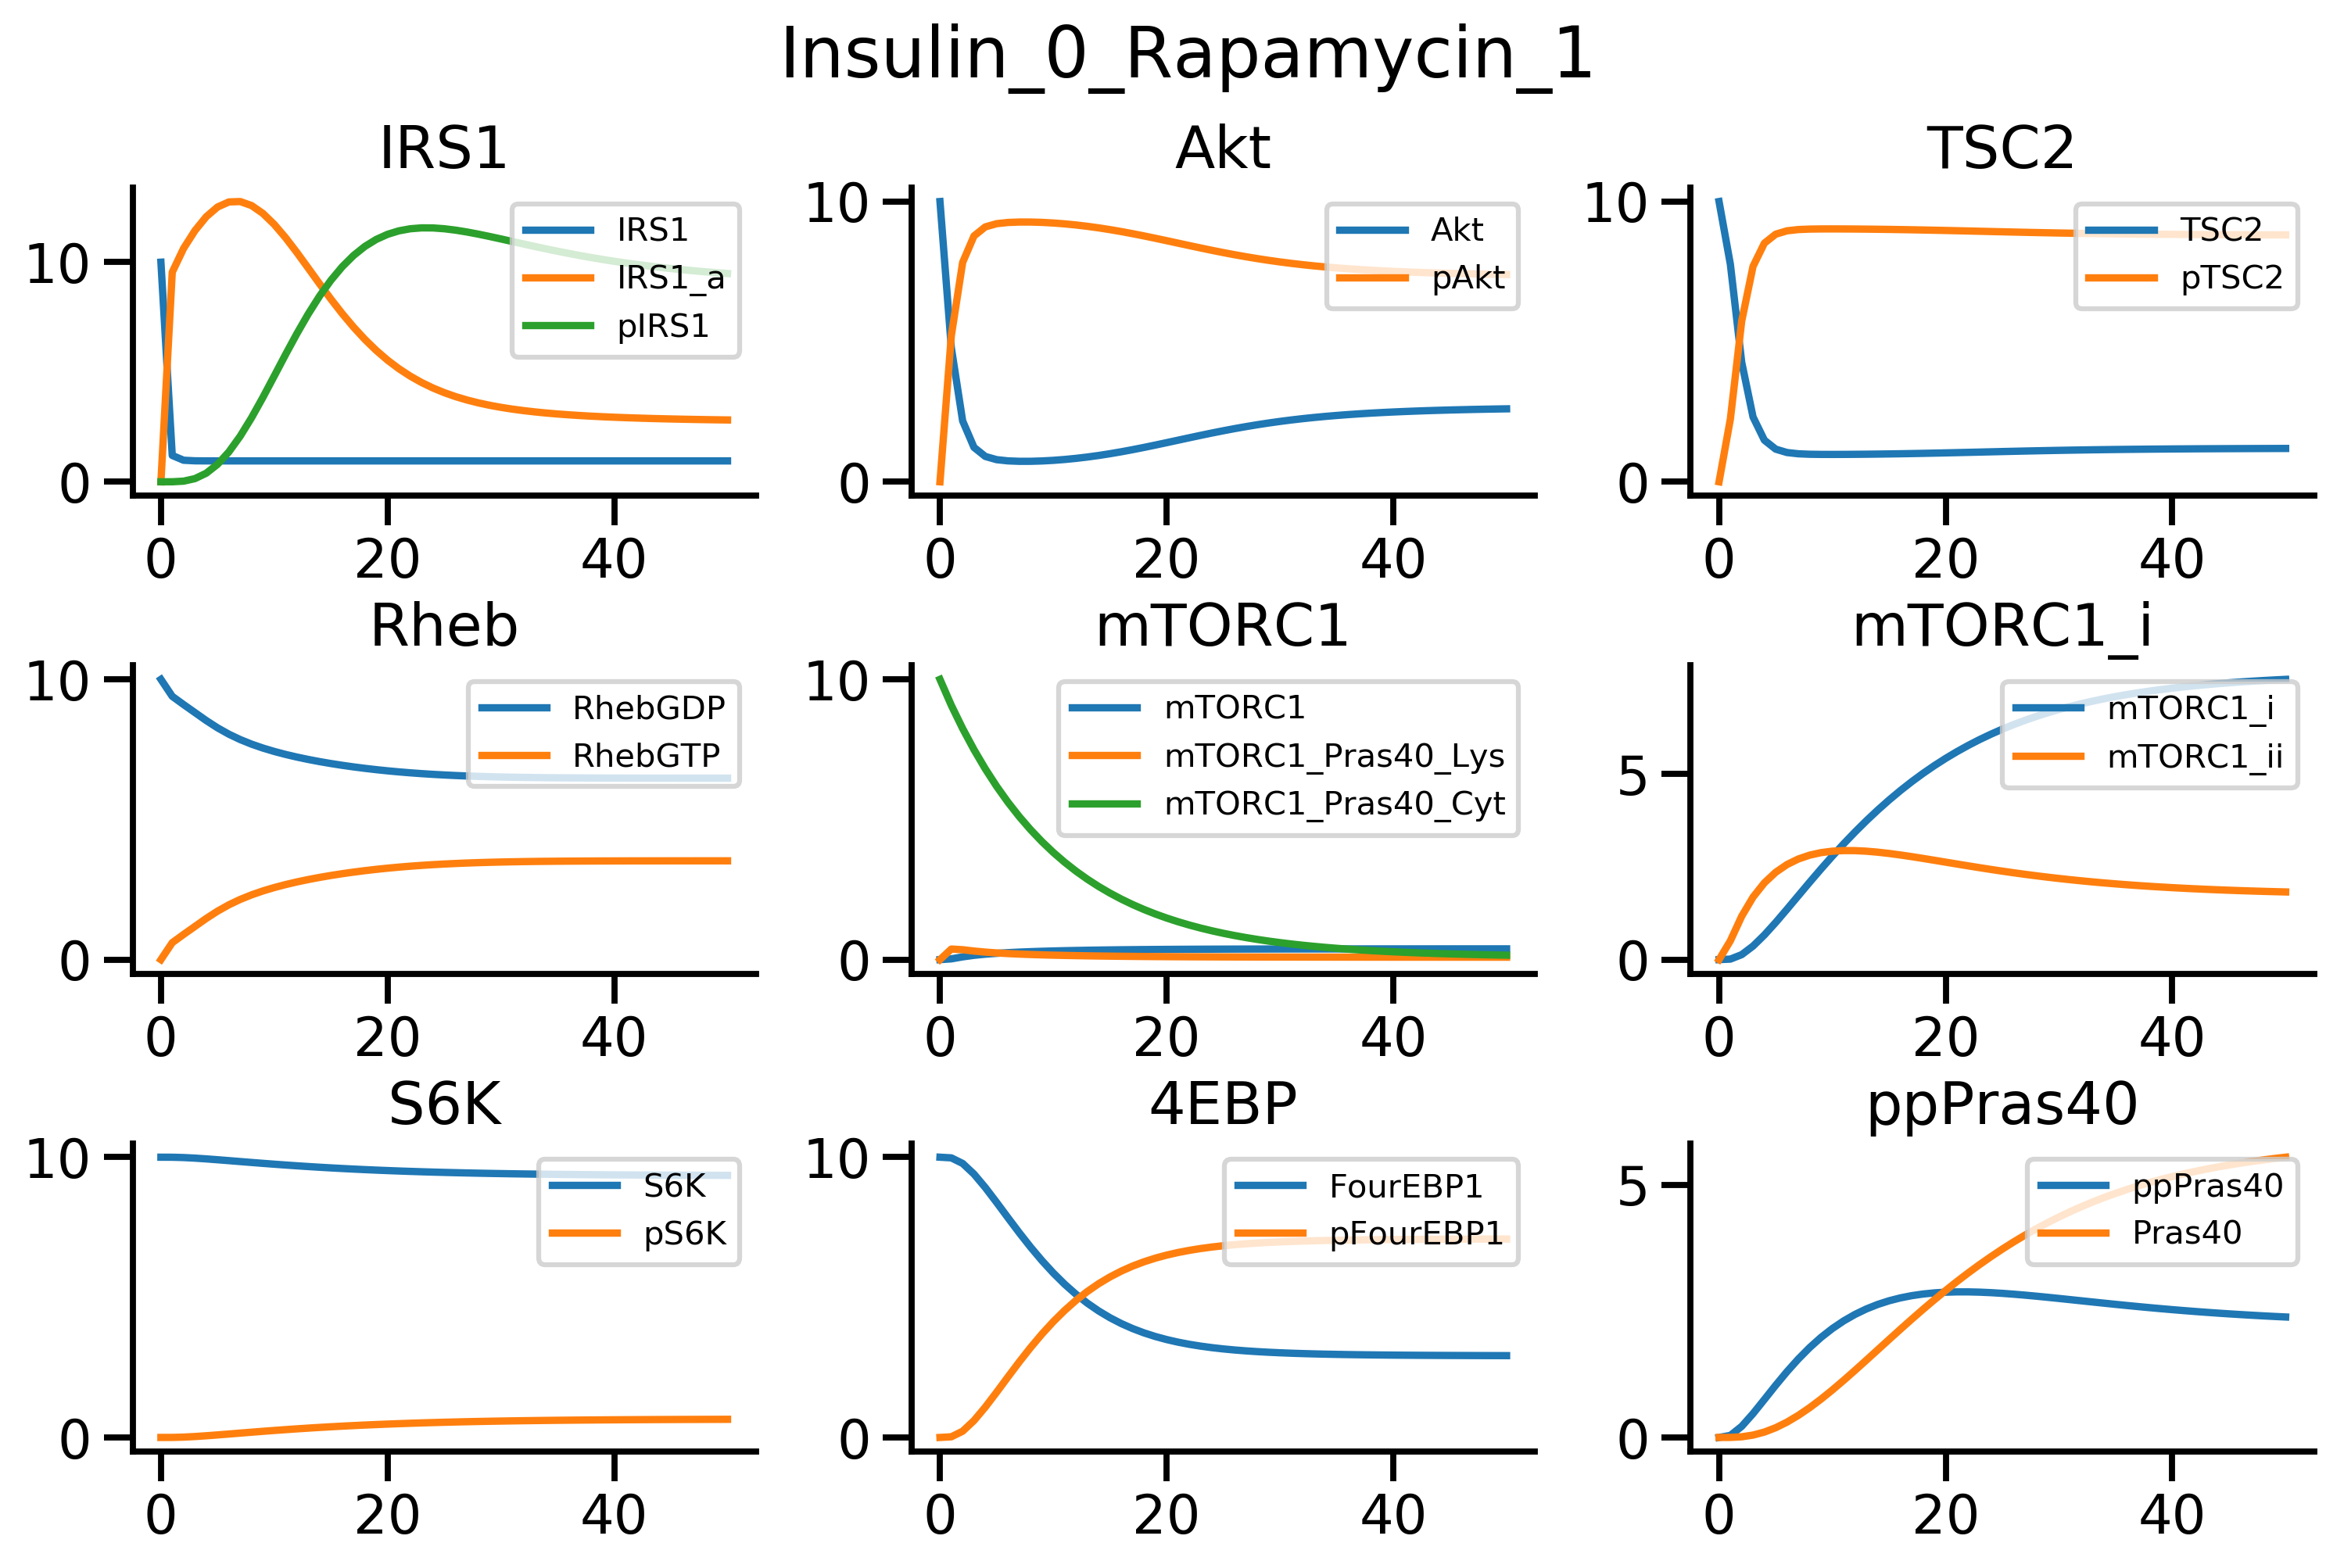 Insulin_0_Rapamycin_1
IRS1
Akt
TSC2
10
0
IRS1
IRS1_a
pIRS1
0 20 40
10
0
Akt
pAkt
0 20 40
10
0
TSC2
pTSC2
0 20 40
Rheb
mTORC1
mTORC1_i
10
0
RhebGDP
RhebGTP
0 20 40
10
0
mTORC1
mTORC1_Pras40_Lys
mTORC1_Pras40_Cyt
0 20 40
5
0
mTORC1_i
mTORC1_ii
0 20 40
S6K
4EBP
ppPras40
10
0
S6K
pS6K
0 20 40
10
0
FourEBP1
pFourEBP1
0 20 40
5
0
ppPras40
Pras40
0 20 40